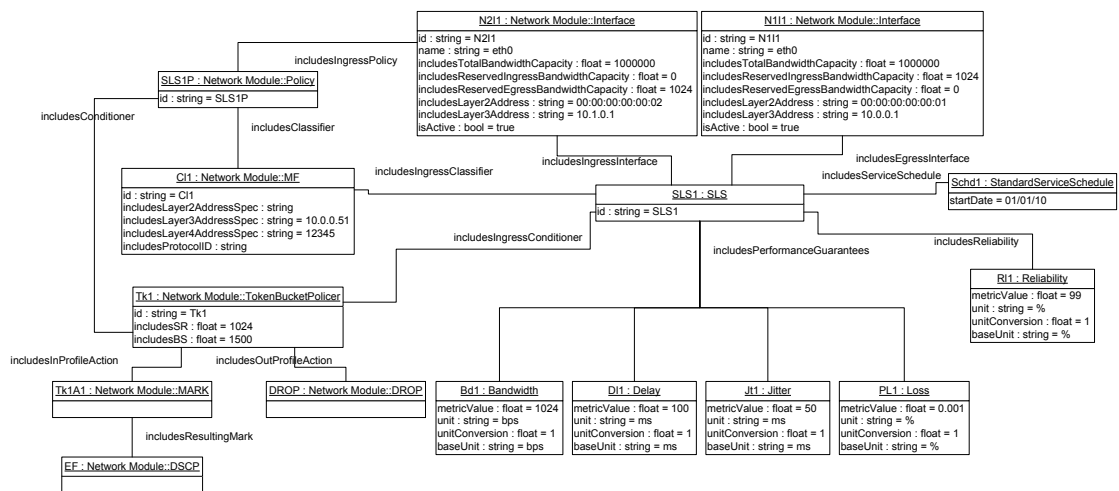 N2I1 : Network Module::Interface
id : string = N2I1
name : string = eth0
includesTotalBandwidthCapacity : float = 1000000
includesReservedIngressBandwidthCapacity : float = 0
includesReservedEgressBandwidthCapacity : float = 1024
includesLayer2Address : string = 00:00:00:00:00:02
includesLayer3Address : string = 10.1.0.1
isActive : bool = true
N1I1 : Network Module::Interface
id : string = N1I1
name : string = eth0
includesTotalBandwidthCapacity : float = 1000000
includesReservedIngressBandwidthCapacity : float = 1024
includesReservedEgressBandwidthCapacity : float = 0
includesLayer2Address : string = 00:00:00:00:00:01
includesLayer3Address : string = 10.0.0.1
isActive : bool = true
includesIngressPolicy
SLS1P : Network Module::Policy
id : string = SLS1P
includesConditioner
includesClassifier
includesIngressInterface
includesEgressInterface
includesIngressClassifier
includesServiceSchedule
Cl1 : Network Module::MF
id : string = Cl1
includesLayer2AddressSpec : string
includesLayer3AddressSpec : string = 10.0.0.51
includesLayer4AddressSpec : string = 12345
includesProtocolID : string
SLS1 : SLS
id : string = SLS1
Schd1 : StandardServiceSchedule
startDate = 01/01/10
includesIngressConditioner
includesPerformanceGuarantees
includesReliability
Rl1 : Reliability
metricValue : float = 99
unit : string = %
unitConversion : float = 1
baseUnit : string = %
Tk1 : Network Module::TokenBucketPolicer
id : string = Tk1
includesSR : float = 1024
includesBS : float = 1500
includesInProfileAction
includesOutProfileAction
Tk1A1 : Network Module::MARK
DROP : Network Module::DROP
Bd1 : Bandwidth
metricValue : float = 1024
unit : string = bps
unitConversion : float = 1
baseUnit : string = bps
Dl1 : Delay
metricValue : float = 100
unit : string = ms
unitConversion : float = 1
baseUnit : string = ms
Jt1 : Jitter
metricValue : float = 50
unit : string = ms
unitConversion : float = 1
baseUnit : string = ms
PL1 : Loss
metricValue : float = 0.001
unit : string = %
unitConversion : float = 1
baseUnit : string = %
includesResultingMark
EF : Network Module::DSCP